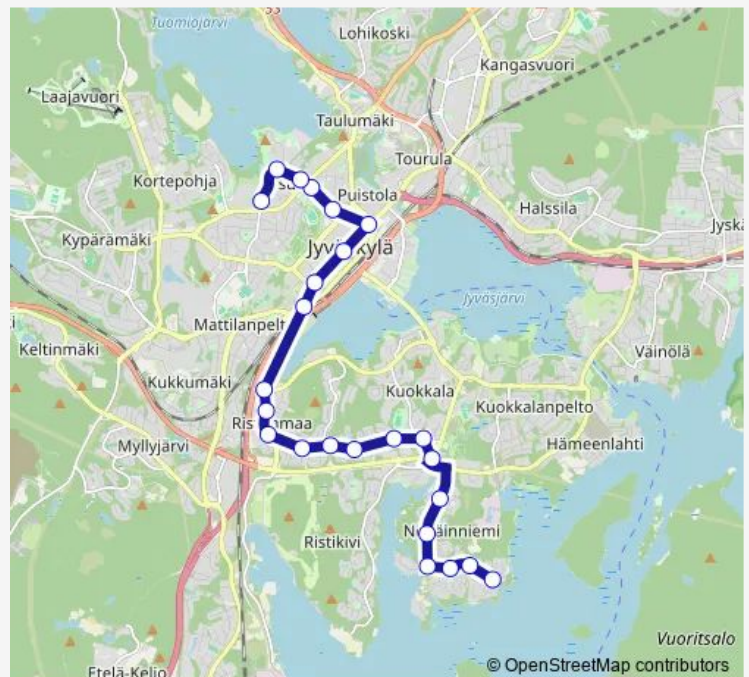 Tuomiojärvi
Lohikoski
Kangasvuori
Laajavuori
Taulumäki
Tourula
Kortepohja
Puistola
Halssila
Kypärämäki
Jyväsjärvi
Mattilanpelt
Keltinmäki
Väinölä
Kukkumäki
Kuokkala
Kuokkalanpelto
Myllyjärvi
Hämeenlahti
Ristikivi
Vuoritsalo
Etelä-Keljo
© OpenStreetMap contributors